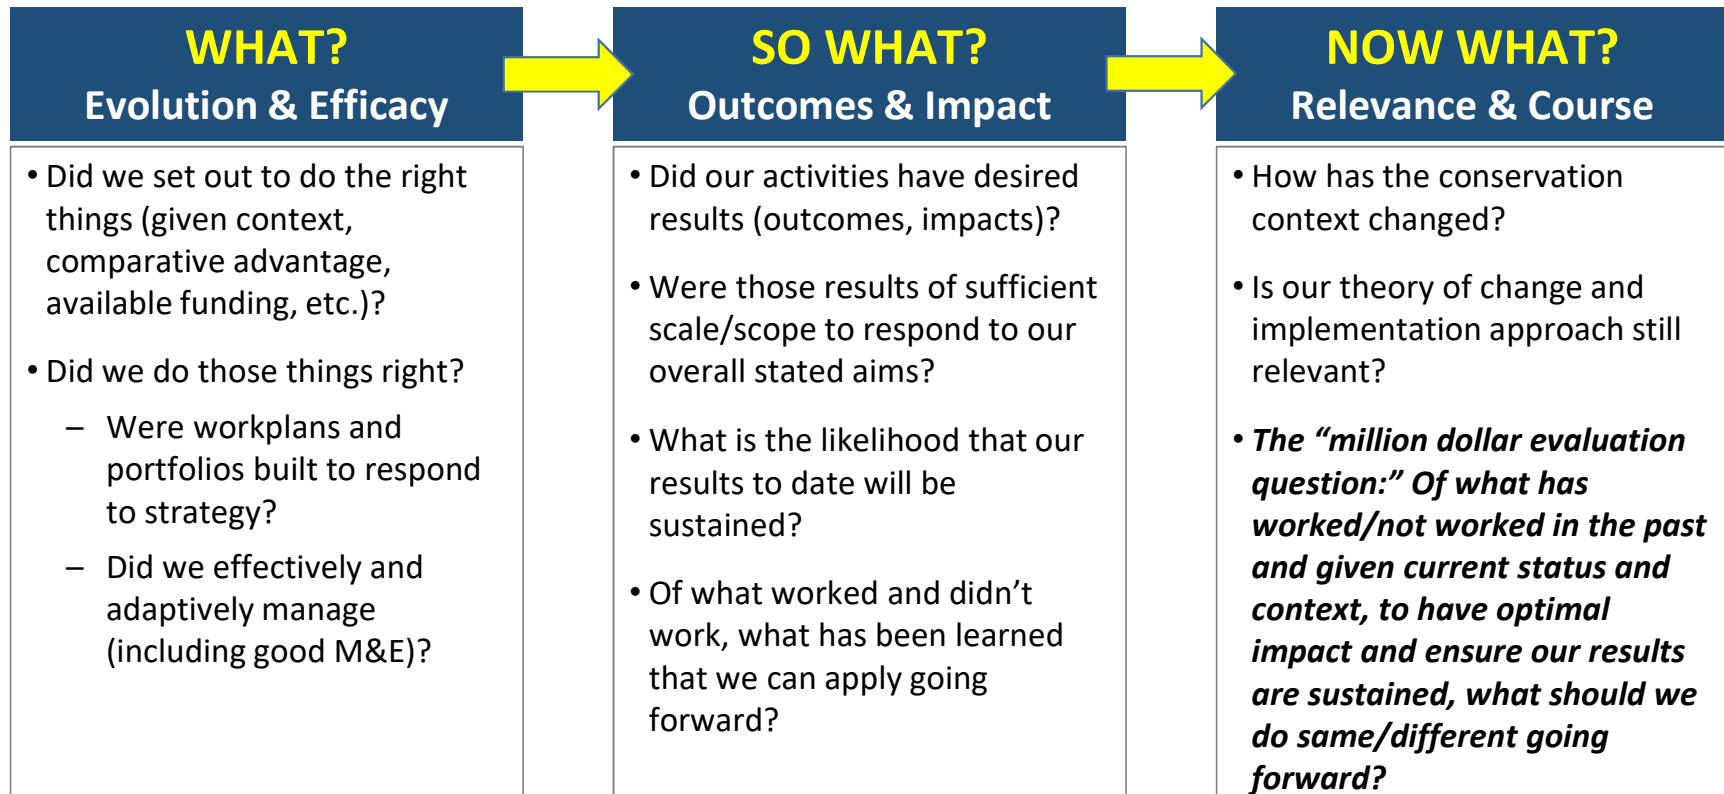 WHAT?
Evolution & Efficacy
• Did we set out to do the right
things (given context,
comparative advantage,
available funding, etc.)?
• Did we do those things right?
– Were workplans and
portfolios built to respond
to strategy?
– Did we effectively and
adaptively manage
(including good M&E)?
SO WHAT?
Outcomes & Impact
• Did our activities have desired
results (outcomes, impacts)?
• Were those results of sufficient
scale/scope to respond to our
overall stated aims?
• What is the likelihood that our
results to date will be
sustained?
• Of what worked and didn’t
work, what has been learned
that we can apply going
forward?
NOW WHAT?
Relevance & Course
• How has the conservation
context changed?
• Is our theory of change and
implementation approach still
relevant?
• The “million dollar evaluation
question:” Of what has
worked/not worked in the past
and given current status and
context, to have optimal
impact and ensure our results
are sustained, what should we
do same/different going
forward?